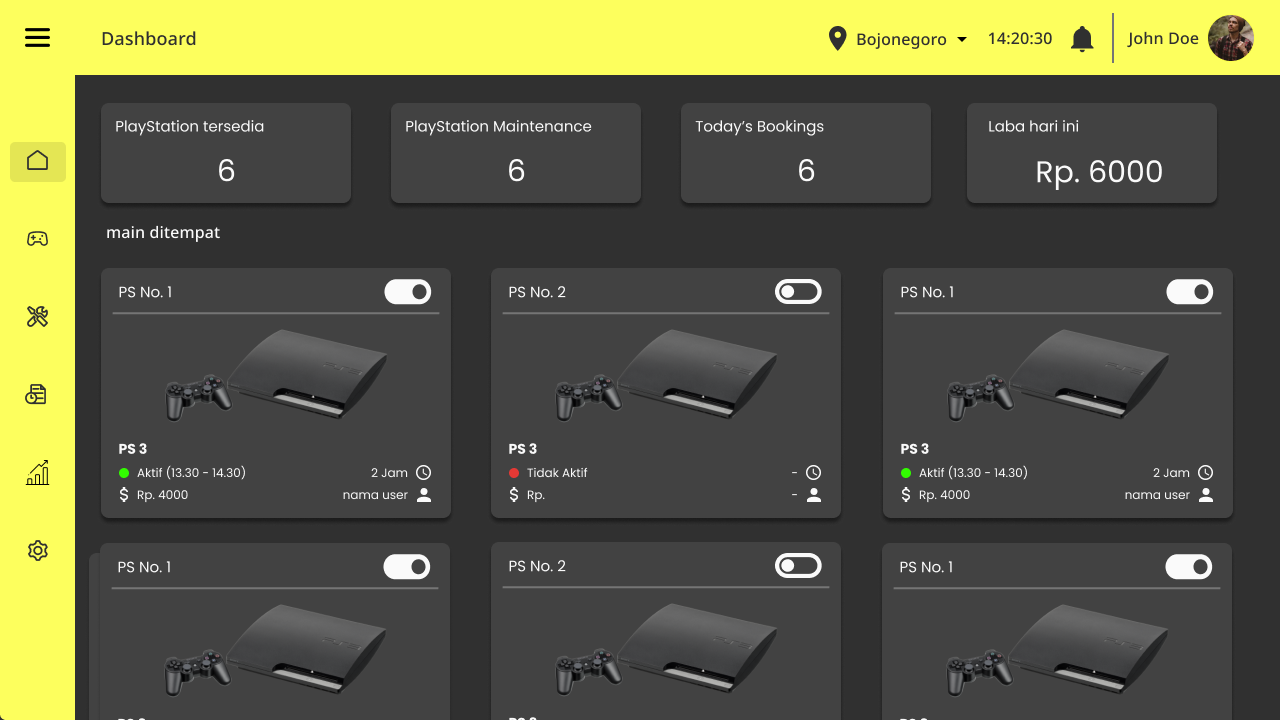 Dashboard
Bojonegoro
14:20:30
John Doe
PlayStation tersedia
6
PlayStation Maintenance
6
Today’s Bookings
6
Laba hari ini
Rp. 6000
main ditempat
PS No. 1
PS 3
Aktif (13.30 - 14.30)
2 Jam
$ Rp. 4000
nama user
PS No. 2
PS 3
Tidak Aktif
-
$ Rp.
-
PS No. 1
PS 3
Aktif (13.30 - 14.30)
2 Jam
$ Rp. 4000
nama user
PS No. 1
PS No. 2
PS No. 1